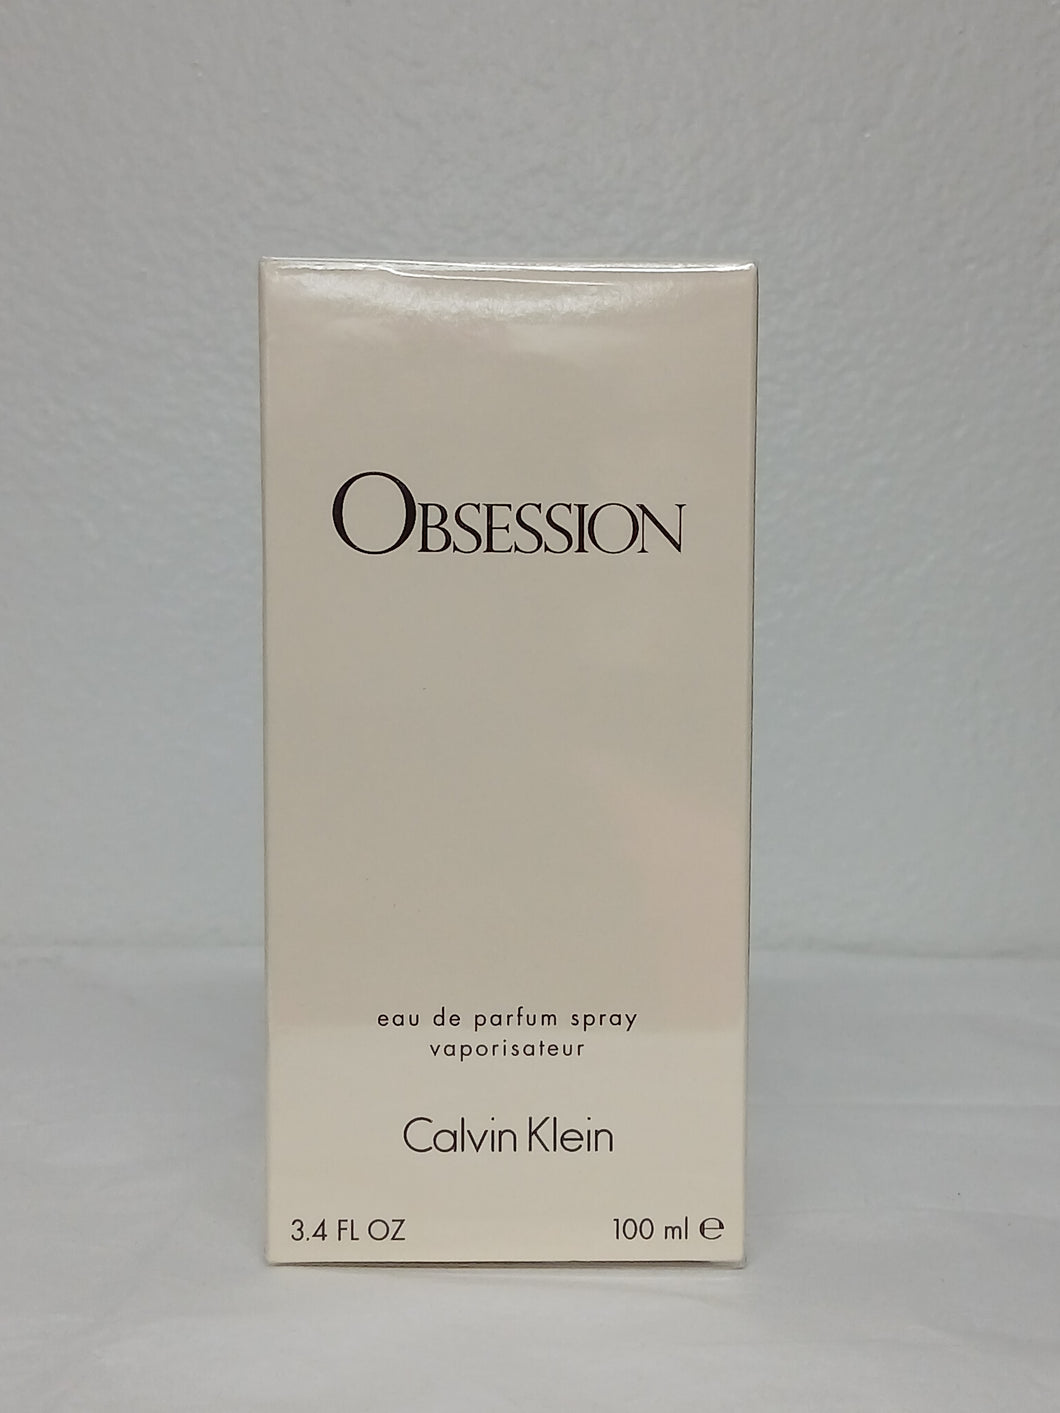 OBSESSION
eau de parfum spray
vaporisateur
Calvin Klein
3.4 FL OZ 100 ml ℮